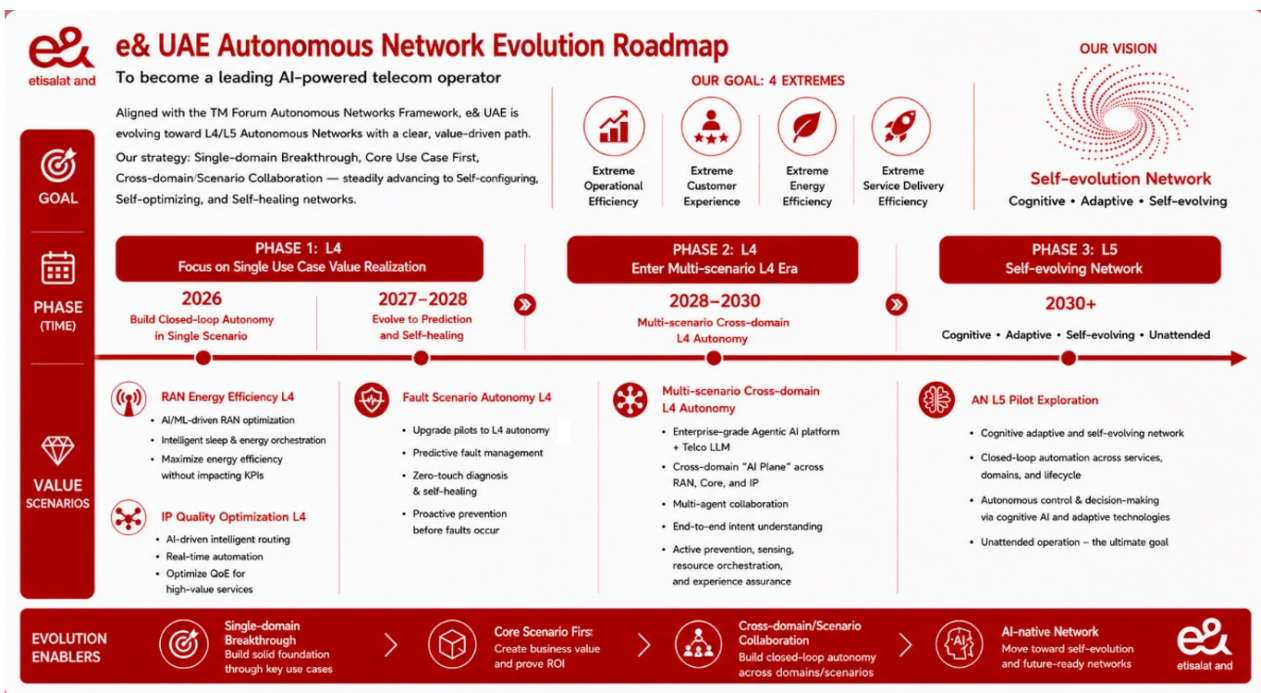 e&
etisalat and
e& UAE Autonomous Network Evolution Roadmap
To become a leading AI-powered telecom operator
Aligned with the TM Forum Autonomous Networks Framework, e& UAE is
evolving toward L4/L5 Autonomous Networks with a clear, value-driven path.
Our strategy: Single-domain Breakthrough, Core Use Case First,
Cross-domain/Scenario Collaboration — steadily advancing to Self-configuring,
Self-optimizing, and Self-healing networks.
OUR GOAL: 4 EXTREMES
Extreme
Operational
Efficiency
Extreme
Customer
Experience
Extreme
Energy
Efficiency
Extreme
Service Delivery
Efficiency
OUR VISION
Self-evolution Network
Cognitive • Adaptive • Self-evolving
GOAL
PHASE
(TIME)
VALUE
SCENARIOS
PHASE 1: L4
Focus on Single Use Case Value Realization
2026
Build Closed-loop Autonomy
in Single Scenario
2027–2028
Evolve to Prediction
and Self-healing
PHASE 2: L4
Enter Multi-scenario L4 Era
2028–2030
Multi-scenario Cross-domain
L4 Autonomy
PHASE 3: L5
Self-evolving Network
2030+
Cognitive • Adaptive • Self-evolving • Unattended
RAN Energy Efficiency L4
• AI/ML-driven RAN optimization
• Intelligent sleep & energy orchestration
• Maximize energy efficiency
without impacting KPIs
IP Quality Optimization L4
• AI-driven intelligent routing
• Real-time automation
• Optimize QoE for
high-value services
Fault Scenario Autonomy L4
• Upgrade pilots to L4 autonomy
• Predictive fault management
• Zero-touch diagnosis
& self-healing
• Proactive prevention
before faults occur
Multi-scenario Cross-domain
L4 Autonomy
• Enterprise-grade Agentic AI platform
+ Telco LLM
• Cross-domain "AI Plane" across
RAN, Core, and IP
• Multi-agent collaboration
• End-to-end intent understanding
• Active prevention, sensing,
resource orchestration,
and experience assurance
AN L5 Pilot Exploration
• Cognitive adaptive and self-evolving network
• Closed-loop automation across services,
domains, and lifecycle
• Autonomous control & decision-making
via cognitive AI and adaptive technologies
• Unattended operation – the ultimate goal
EVOLUTION
ENABLERS
Single-domain
Breakthrough
Build solid foundation
through key use cases
Core Scenario First
Create business value
and prove ROI
Cross-domain/Scenario
Collaboration
Build closed-loop autonomy
across domains/scenarios
AI
AI-native Network
Move toward self-evolution
and future-ready networks
e&
etisalat and